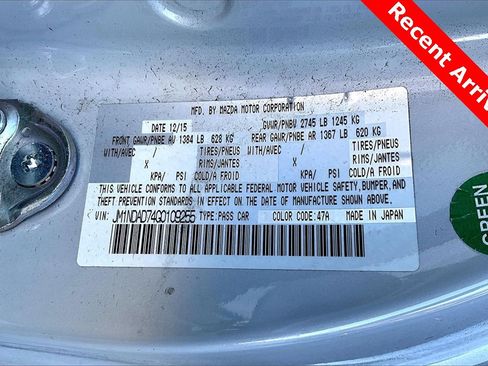 Recent Arriv
MFD. BY MAZDA MOTOR CORPORATION
DATE 12/15 GVWR/PNBV 2745 LB 1245 KG
FRONT GAWR/PNBE AV 1384 LB 628 KG REAR GAWR/PNBE AR 1367 LB 620 KG
WITH/AVEC / TIRES/PNEUS WITH/AVEC / TIRES/PNEUS
X RIMS/JANTES X RIMS/JANTES
KPA/ PSI COLD/A FROID KPA/ PSI COLD/A FROID
THIS VEHICLE CONFORMS TO ALL APPLICABLE FEDERAL MOTOR VEHICLE SAFETY, BUMPER, AND
THEFT PREVENTION STANDARDS IN EFFECT ON THE DATE OF MANUFACTURE SHOWN ABOVE.
VIN: JM1NDAD74G0109255 TYPE: PASS CAR COLOR CODE: 47A MADE IN JAPAN
GREEN